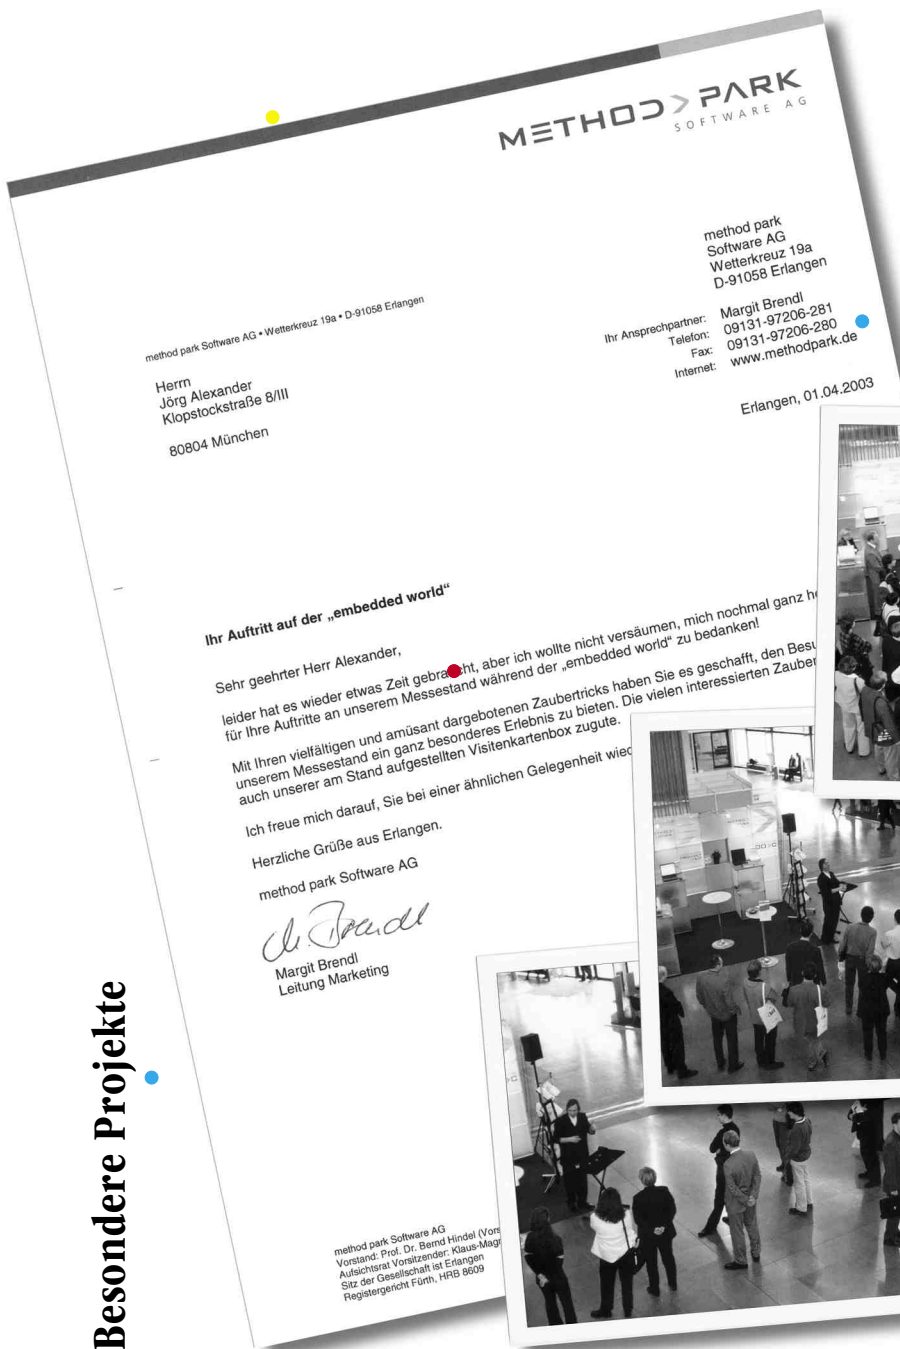 METHOD>PARK
SOFTWARE AG
method park
Software AG
Wetterkreuz 19a
D-91058 Erlangen
method park Software AG • Wetterkreuz 19a • D-91058 Erlangen
Ihr Ansprechpartner: Margit Brendl
Telefon: 09131-97206-281
Fax: 09131-97206-280
Internet: www.methodpark.de
Herrn
Jörg Alexander
Klopstockstraße 8/III
80804 München
Erlangen, 01.04.2003
Ihr Auftritt auf der „embedded world“
Sehr geehrter Herr Alexander,
leider hat es wieder etwas Zeit gebraucht, aber ich wollte nicht versäumen, mich nochmal ganz
für Ihre Auftritte an unserem Messestand während der „embedded world“ zu bedanken!
Mit Ihren vielfältigen und amüsant dargebotenen Zaubertricks haben Sie es geschafft, den
unserem Messestand ein ganz besonderes Erlebnis zu bieten. Die vielen interessierten
auch unserer am Stand aufgestellten Visitenkartenbox zugute.
Ich freue mich darauf, Sie bei einer ähnlichen Gelegenheit
Herzliche Grüße aus Erlangen.
method park Software AG
M. Brendl
Margit Brendl
Leitung Marketing
method park Software AG
Vorstand: Prof. Dr. Bernd Hindel
Aufsichtsrat Vorsitzender:
Sitz der Gesellschaft ist Erlangen
Registergericht Fürth, HRB 8609
Besondere Projekte